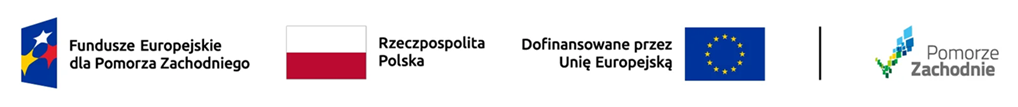 Fundusze Europejskie
dla Pomorza Zachodniego
Rzeczpospolita
Polska
Dofinansowane przez
Unię Europejską
Pomorze
Zachodnie